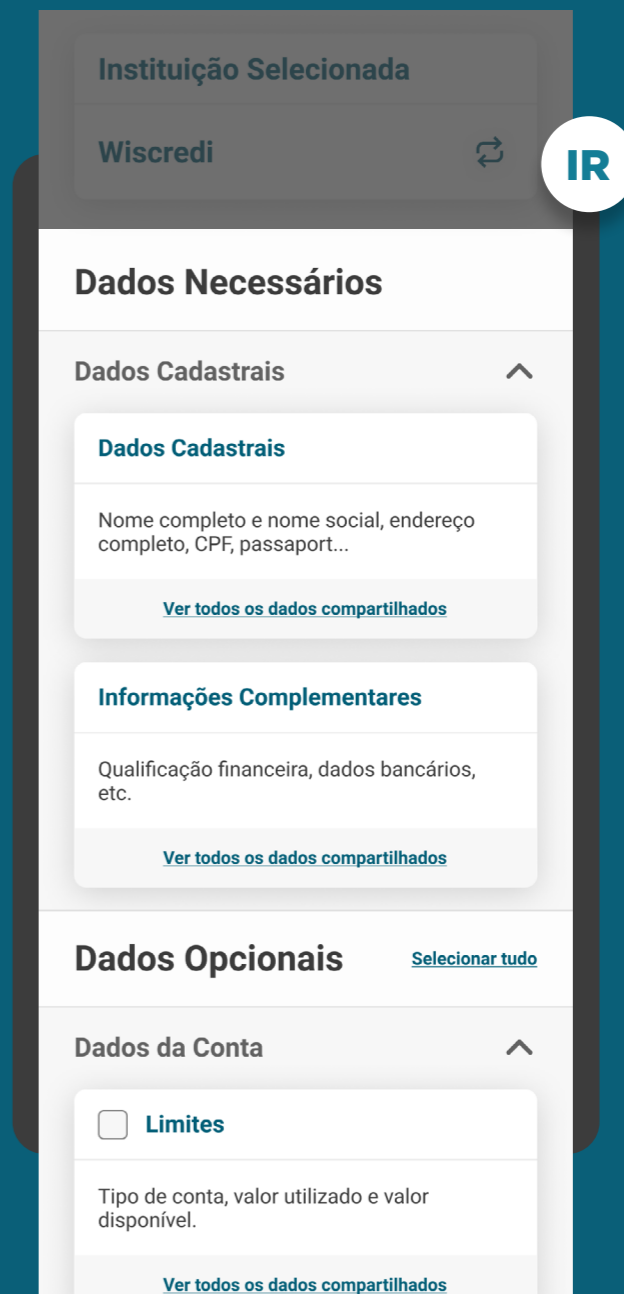 Instituição Selecionada
Wiscredi
IR
Dados Necessários
Dados Cadastrais
Dados Cadastrais
Nome completo e nome social, endereço
completo, CPF, passaport...
Ver todos os dados compartilhados
Informações Complementares
Qualificação financeira, dados bancários,
etc.
Ver todos os dados compartilhados
Dados Opcionais
Selecionar tudo
Dados da Conta
Limites
Tipo de conta, valor utilizado e valor
disponível.
Ver todos os dados compartilhados